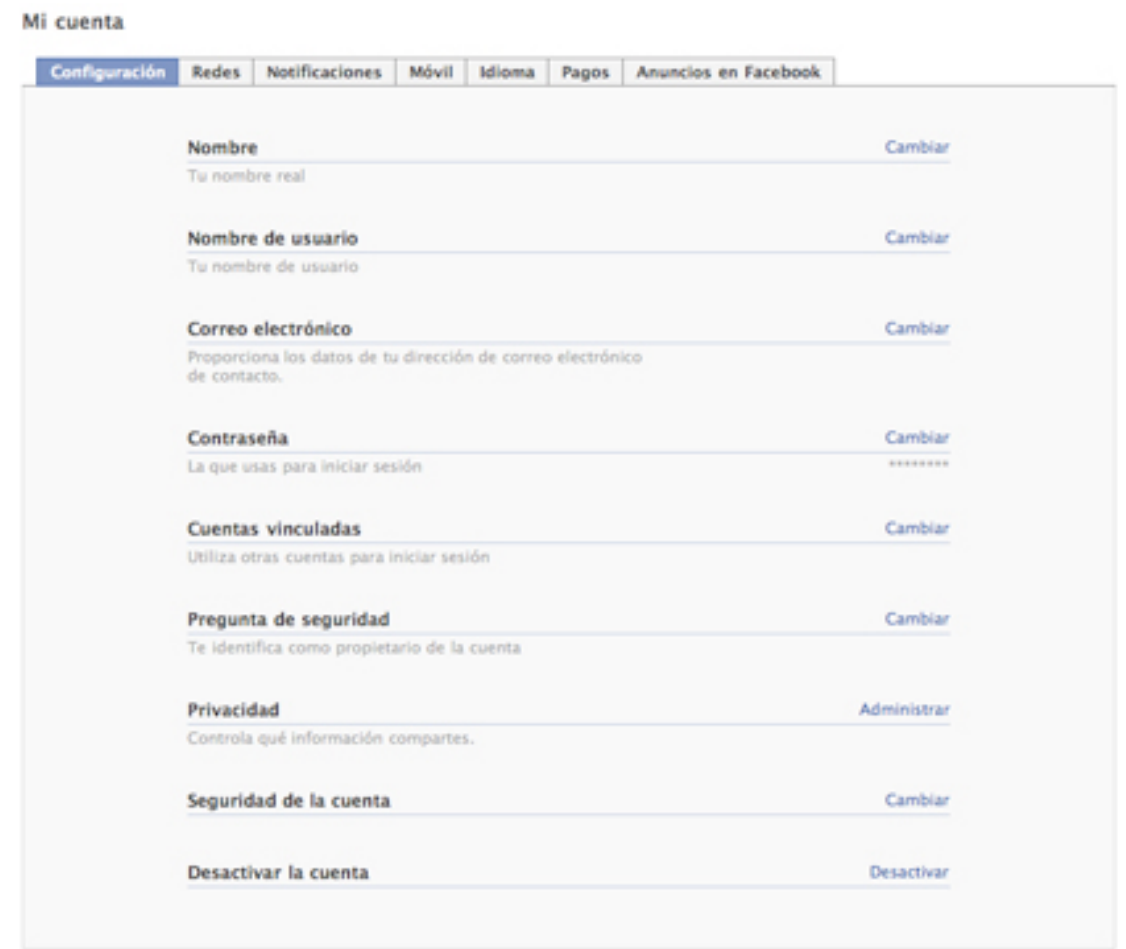 Mi cuenta
Configuración Redes Notificaciones Móvil Idioma Pagos Anuncios en Facebook
Nombre Cambiar
Tu nombre real
Nombre de usuario Cambiar
Tu nombre de usuario
Correo electrónico Cambiar
Proporciona los datos de tu dirección de correo electrónico
de contacto.
Contraseña Cambiar
La que usas para iniciar sesión ********
Cuentas vinculadas Cambiar
Utiliza otras cuentas para iniciar sesión
Pregunta de seguridad Cambiar
Te identifica como propietario de la cuenta
Privacidad Administrar
Controla qué información compartes.
Seguridad de la cuenta Cambiar
Desactivar la cuenta Desactivar